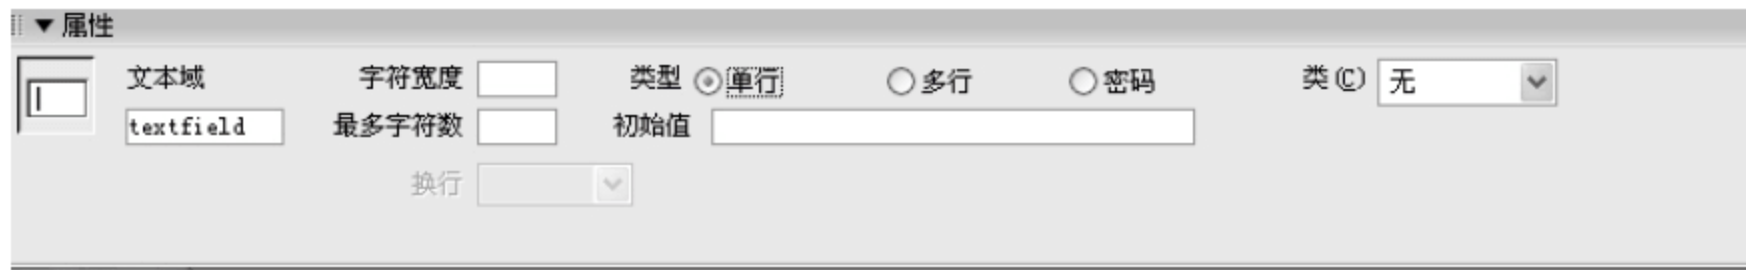 属性
文本域 字符宽度 类型 单行 多行 密码 类(C) 无
textfield 最多字符数 初始值
换行